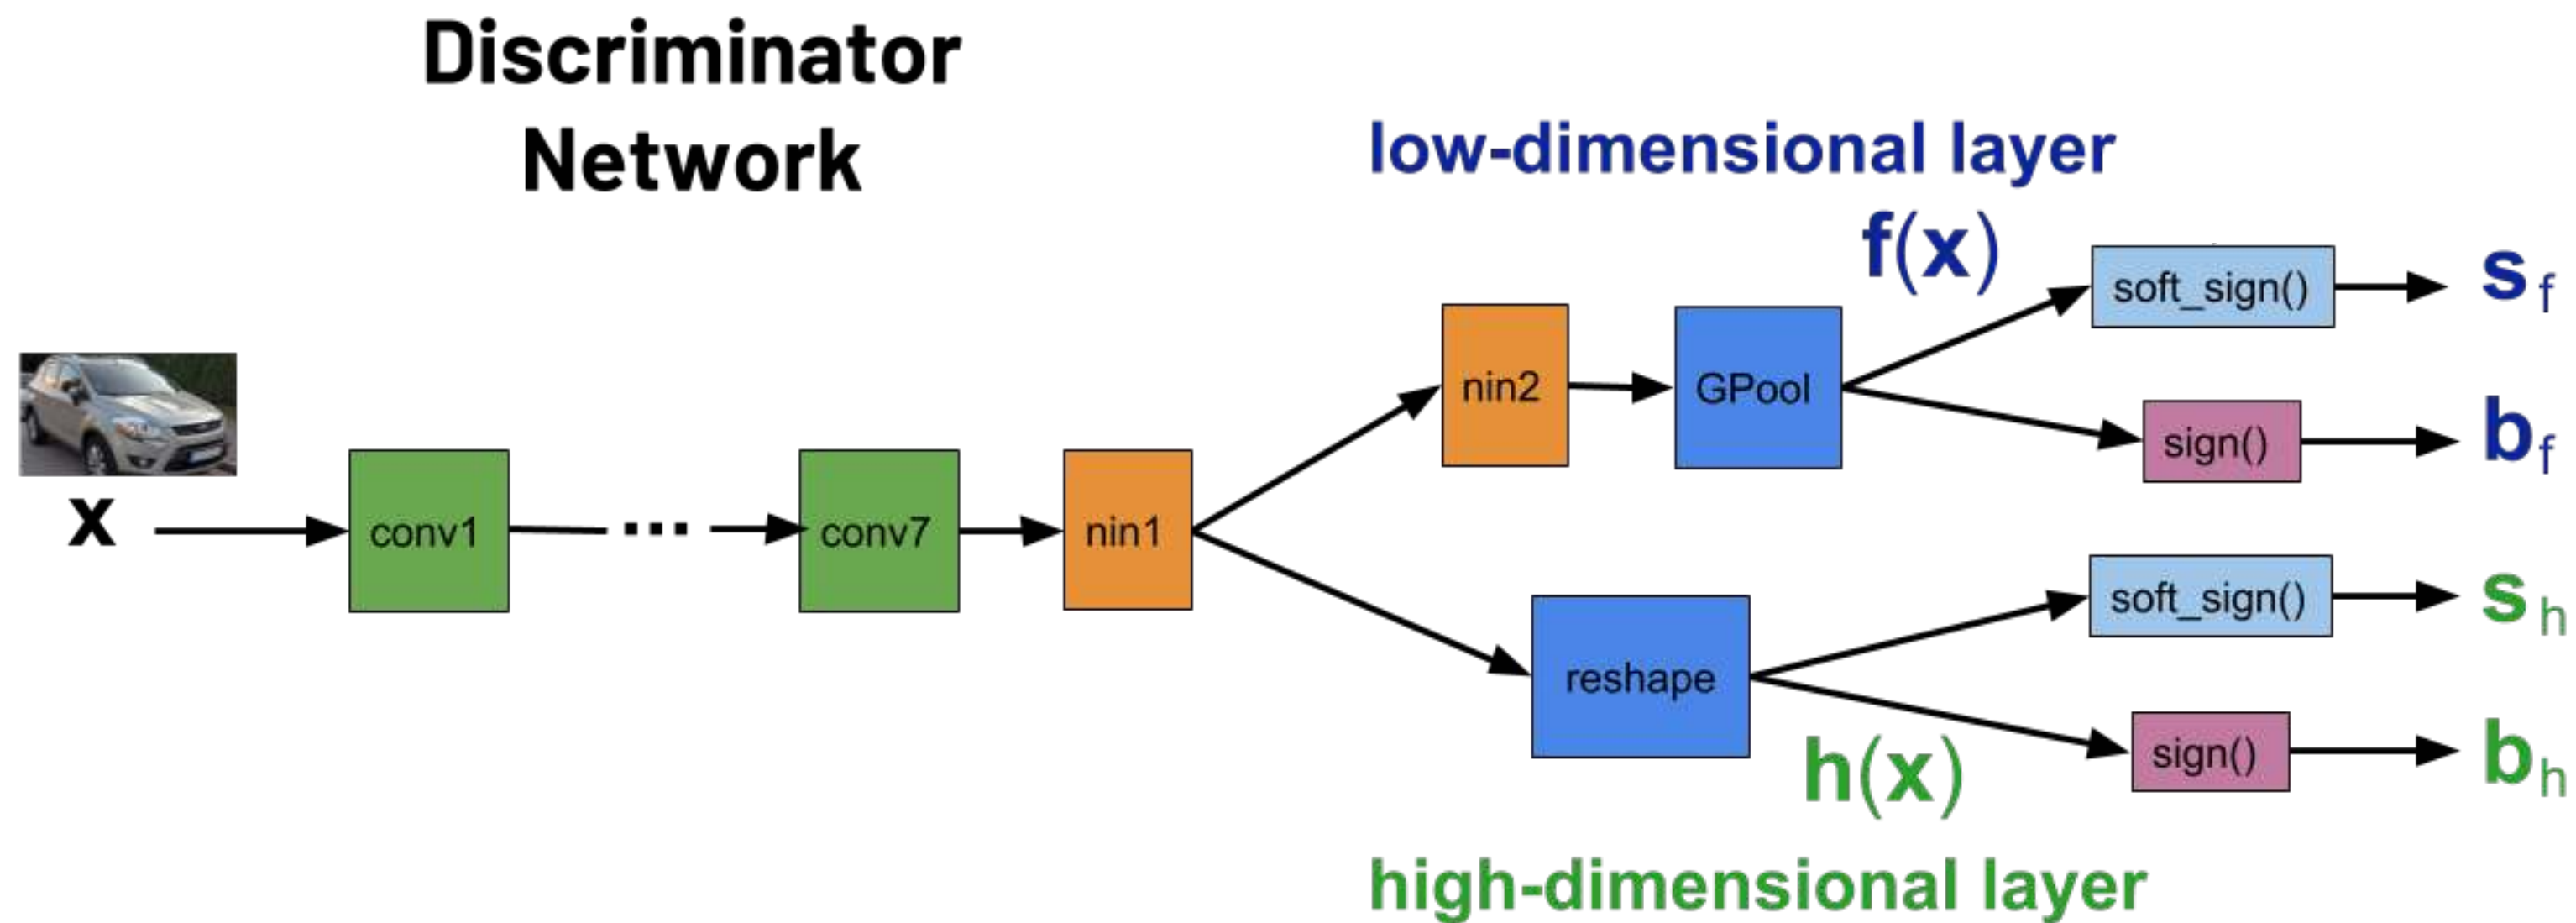 Discriminator
Network
low-dimensional layer
f(x)
soft_sign()
s f
nin2
GPool
sign()
b f
x
conv1
...
conv7
nin1
soft_sign()
s h
reshape
sign()
b h
h(x)
high-dimensional layer